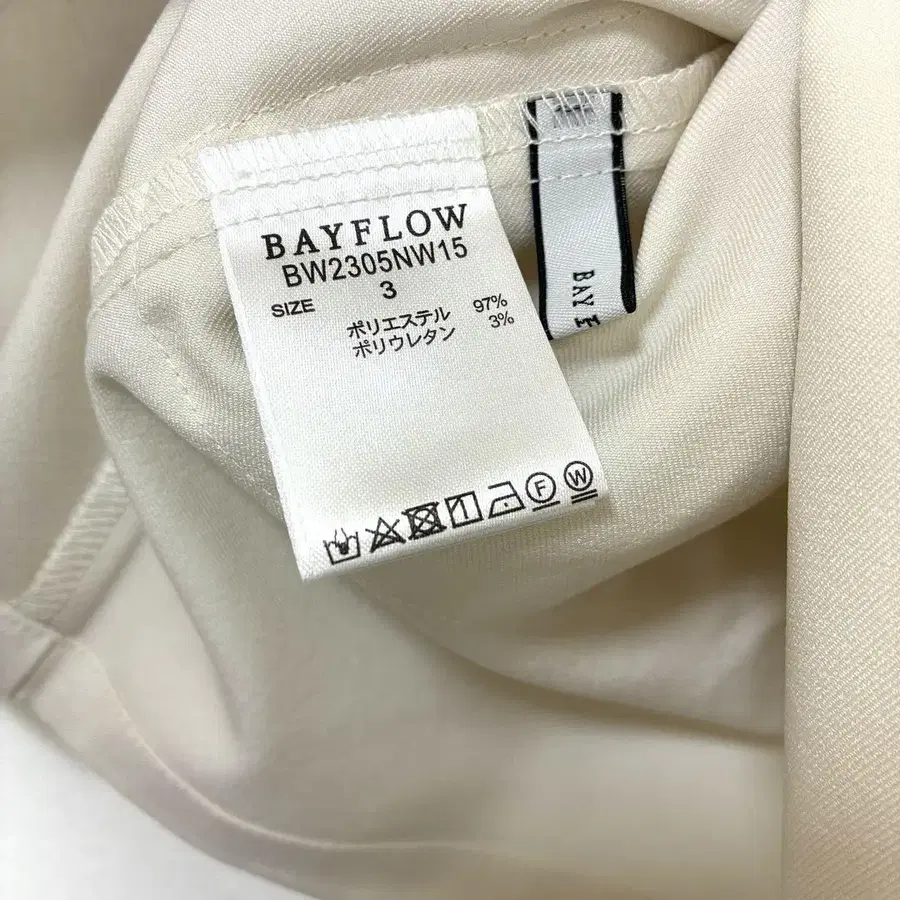 BAYFLOW
BW2305NW15
SIZE 3
ポリエステル 97%
ポリウレタン 3%
F W
BAY F